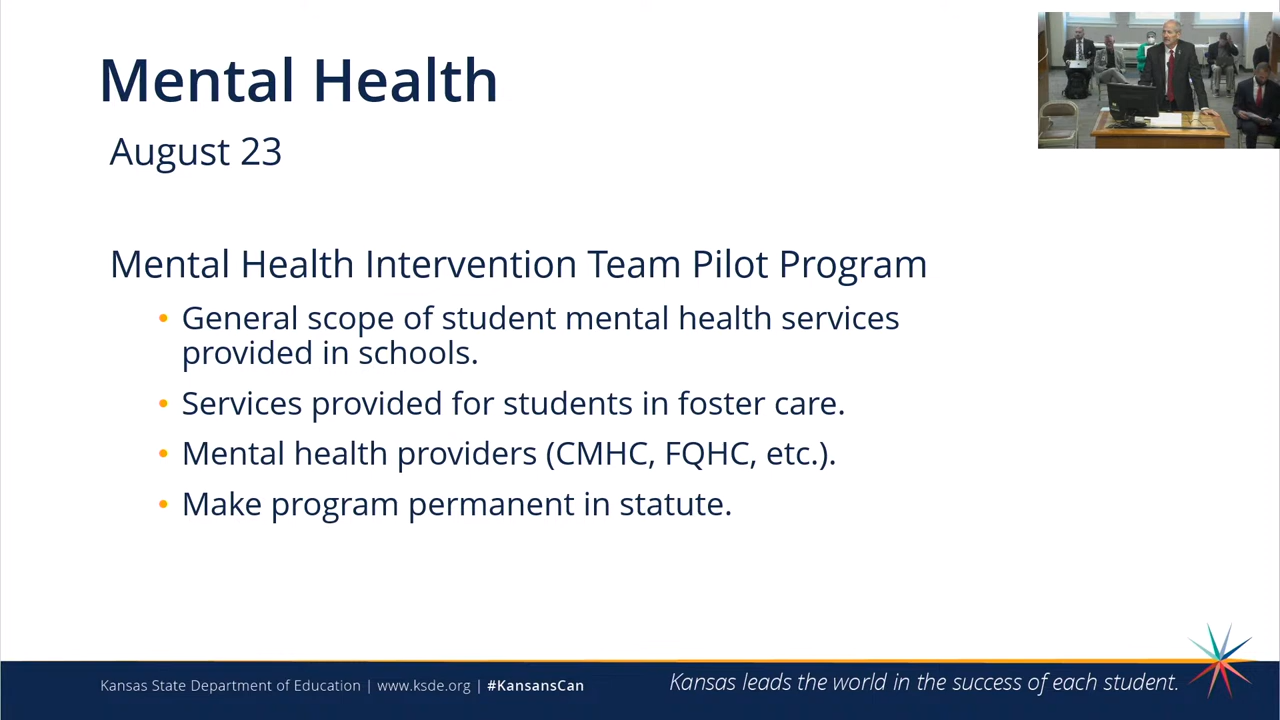 Mental Health
August 23
Mental Health Intervention Team Pilot Program
• General scope of student mental health services
provided in schools.
• Services provided for students in foster care.
• Mental health providers (CMHC, FQHC, etc.).
• Make program permanent in statute.
Kansas State Department of Education | www.ksde.org | #KansansCan
Kansas leads the world in the success of each student.